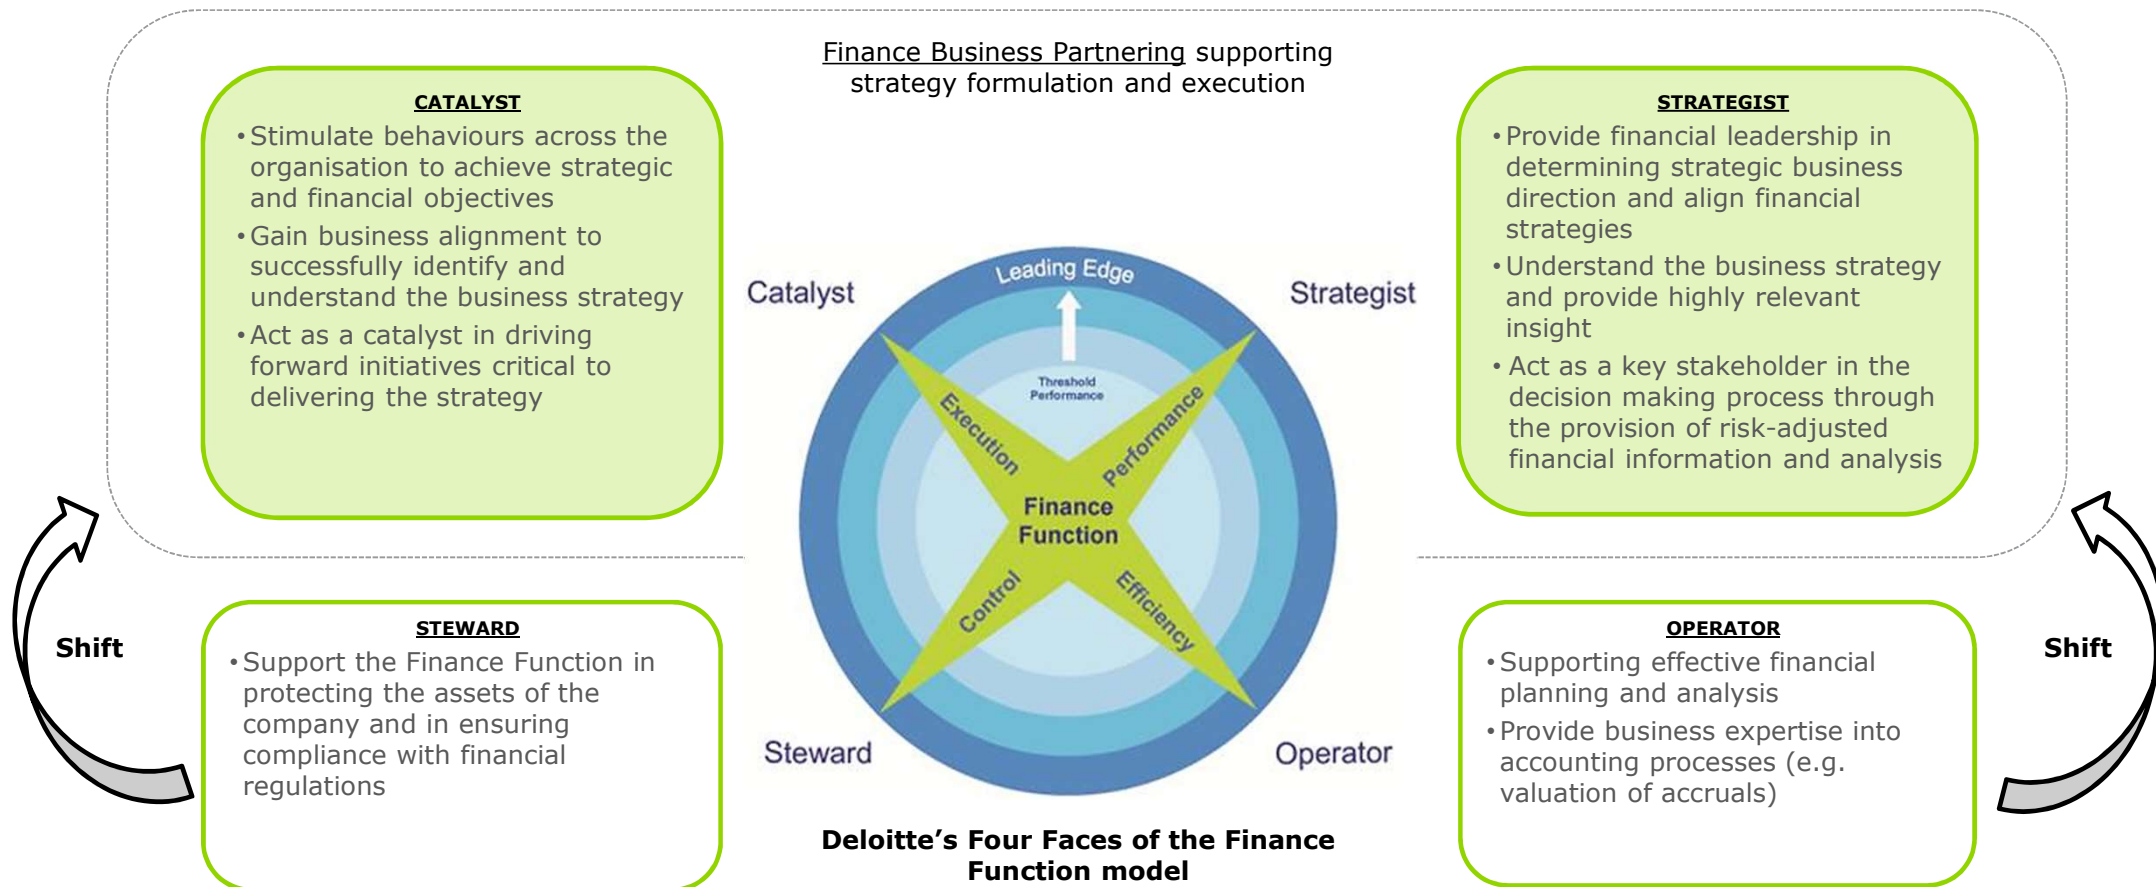 Finance Business Partnering supporting
strategy formulation and execution
CATALYST
•Stimulate behaviours across the
organisation to achieve strategic
and financial objectives
•Gain business alignment to
successfully identify and
understand the business strategy
•Act as a catalyst in driving
forward initiatives critical to
delivering the strategy
STRATEGIST
•Provide financial leadership in
determining strategic business
direction and align financial
strategies
•Understand the business strategy
and provide highly relevant
insight
• Act as a key stakeholder in the
decision making process through
the provision of risk-adjusted
financial information and analysis
Catalyst
Leading Edge
Strategist
Threshold
Performance
Execution
Performance
Finance
Function
Control
Efficiency
Steward
Operator
Shift
STEWARD
•Support the Finance Function in
protecting the assets of the
company and in ensuring
compliance with financial
regulations
OPERATOR
•Supporting effective financial
planning and analysis
•Provide business expertise into
accounting processes (e.g.
valuation of accruals)
Shift
Deloitte’s Four Faces of the Finance
Function model